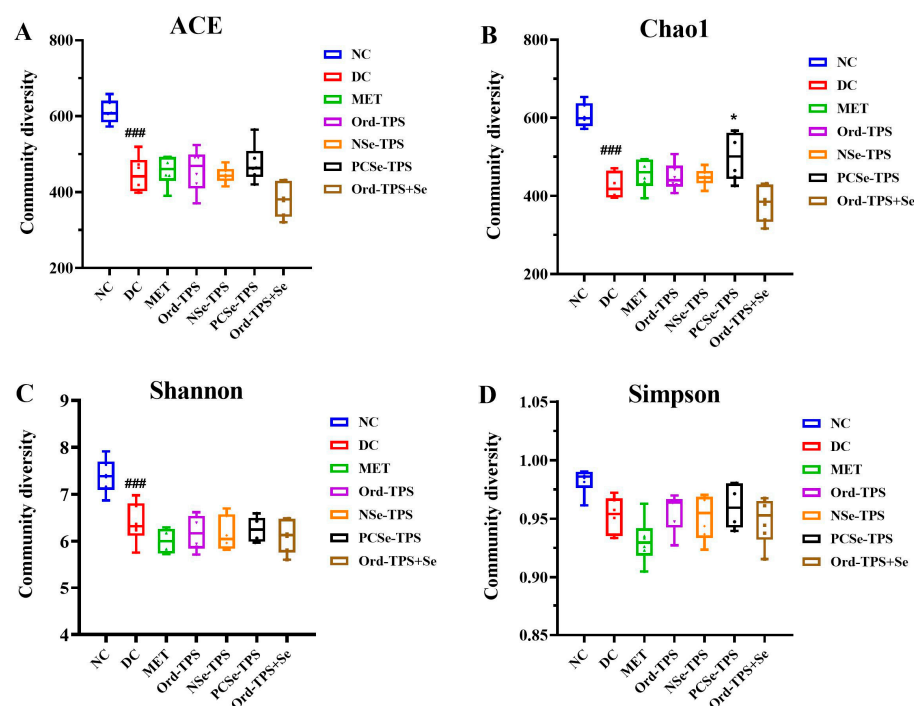 A
ACE
Community diversity
800
600
400
200
###
NC
DC
MET
Ord-TPS
NSe-TPS
PCSe-TPS
Ord-TPS+Se
NC
DC
MET
Ord-TPS
NSe-TPS
PCSe-TPS
Ord-TPS+Se
B
Chao1
Community diversity
800
600
400
200
###
*
NC
DC
MET
Ord-TPS
NSe-TPS
PCSe-TPS
Ord-TPS+Se
NC
DC
MET
Ord-TPS
NSe-TPS
PCSe-TPS
Ord-TPS+Se
C
Shannon
Community diversity
9
8
7
6
5
4
###
NC
DC
MET
Ord-TPS
NSe-TPS
PCSe-TPS
Ord-TPS+Se
NC
DC
MET
Ord-TPS
NSe-TPS
PCSe-TPS
Ord-TPS+Se
D
Simpson
Community diversity
1.05
1.00
0.95
0.90
0.85
NC
DC
MET
Ord-TPS
NSe-TPS
PCSe-TPS
Ord-TPS+Se
NC
DC
MET
Ord-TPS
NSe-TPS
PCSe-TPS
Ord-TPS+Se